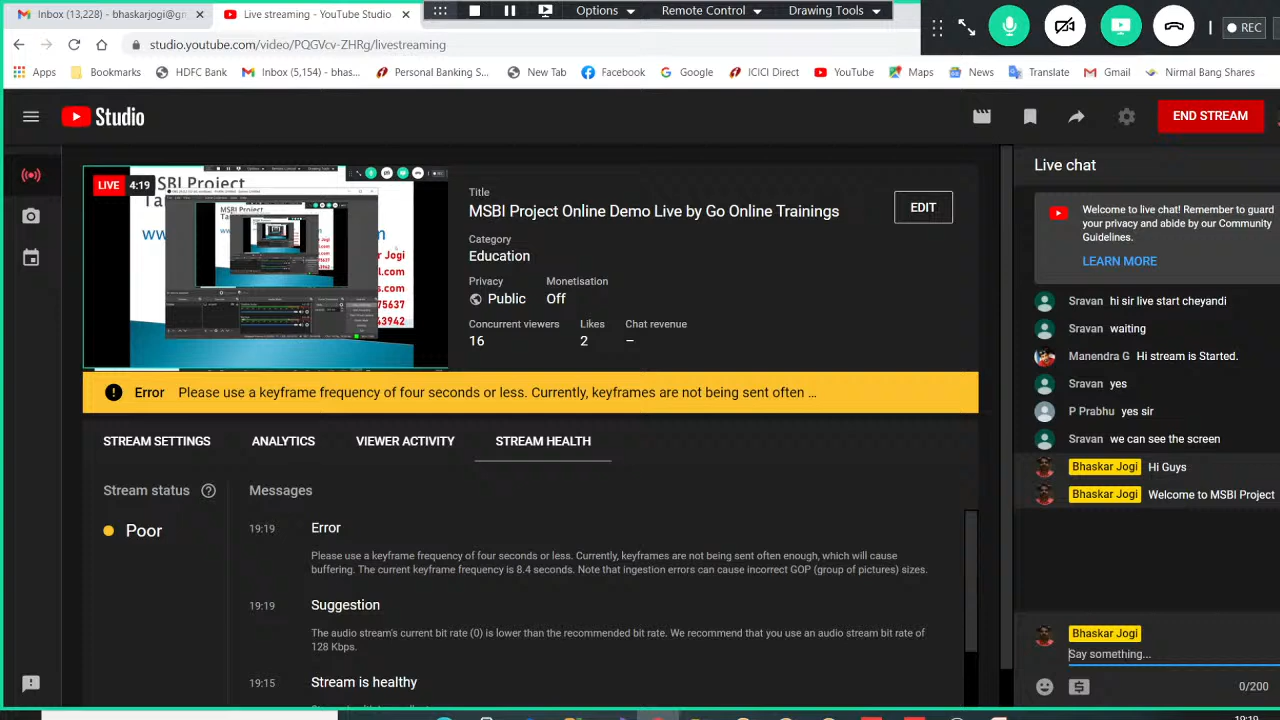 Inbox (13,228) - bhaskarjogi@go
Live streaming - YouTube Studio
Options
Remote Control
Drawing Tools
REC
studio.youtube.com/video/PQGVcv-ZHRg/livestreaming
Apps
Bookmarks
HDFC Bank
Inbox (5,154) - bhas...
Personal Banking S...
New Tab
Facebook
Google
ICICI Direct
YouTube
Maps
News
Translate
Gmail
Nirmal Bang Shares
Studio
END STREAM
LIVE 4:19
MSBI Project
Title
MSBI Project Online Demo Live by Go Online Trainings
EDIT
Category
Education
Privacy
Monetisation
Public
Off
Concurrent viewers
Likes
Chat revenue
16
2
–
r Jogi
l.com
s.com
75637
43942
Error Please use a keyframe frequency of four seconds or less. Currently, keyframes are not being sent often ...
STREAM SETTINGS
ANALYTICS
VIEWER ACTIVITY
STREAM HEALTH
Stream status
Poor
Messages
19:19 Error
Please use a keyframe frequency of four seconds or less. Currently, keyframes are not being sent often enough, which will cause
buffering. The current keyframe frequency is 8.4 seconds. Note that ingestion errors can cause incorrect GOP (group of pictures) sizes.
19:19 Suggestion
The audio stream's current bit rate (0) is lower than the recommended bit rate. We recommend that you use an audio stream bit rate of
128 Kbps.
19:15 Stream is healthy
Live chat
Welcome to live chat! Remember to guard
your privacy and abide by our Community
Guidelines.
LEARN MORE
Sravan hi sir live start cheyandi
Sravan waiting
Manendra G Hi stream is Started.
Sravan yes
P Prabhu yes sir
Sravan we can see the screen
Bhaskar Jogi Hi Guys
Bhaskar Jogi Welcome to MSBI Project
Bhaskar Jogi
Say something...
0/200
19:19